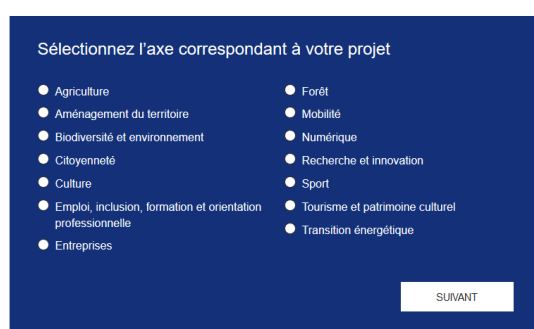 Sélectionnez l'axe correspondant à votre projet
Agriculture
Aménagement du territoire
Biodiversité et environnement
Citoyenneté
Culture
Emploi, inclusion, formation et orientation
professionnelle
Entreprises
Forêt
Mobilité
Numérique
Recherche et innovation
Sport
Tourisme et patrimoine culturel
Transition énergétique
SUIVANT